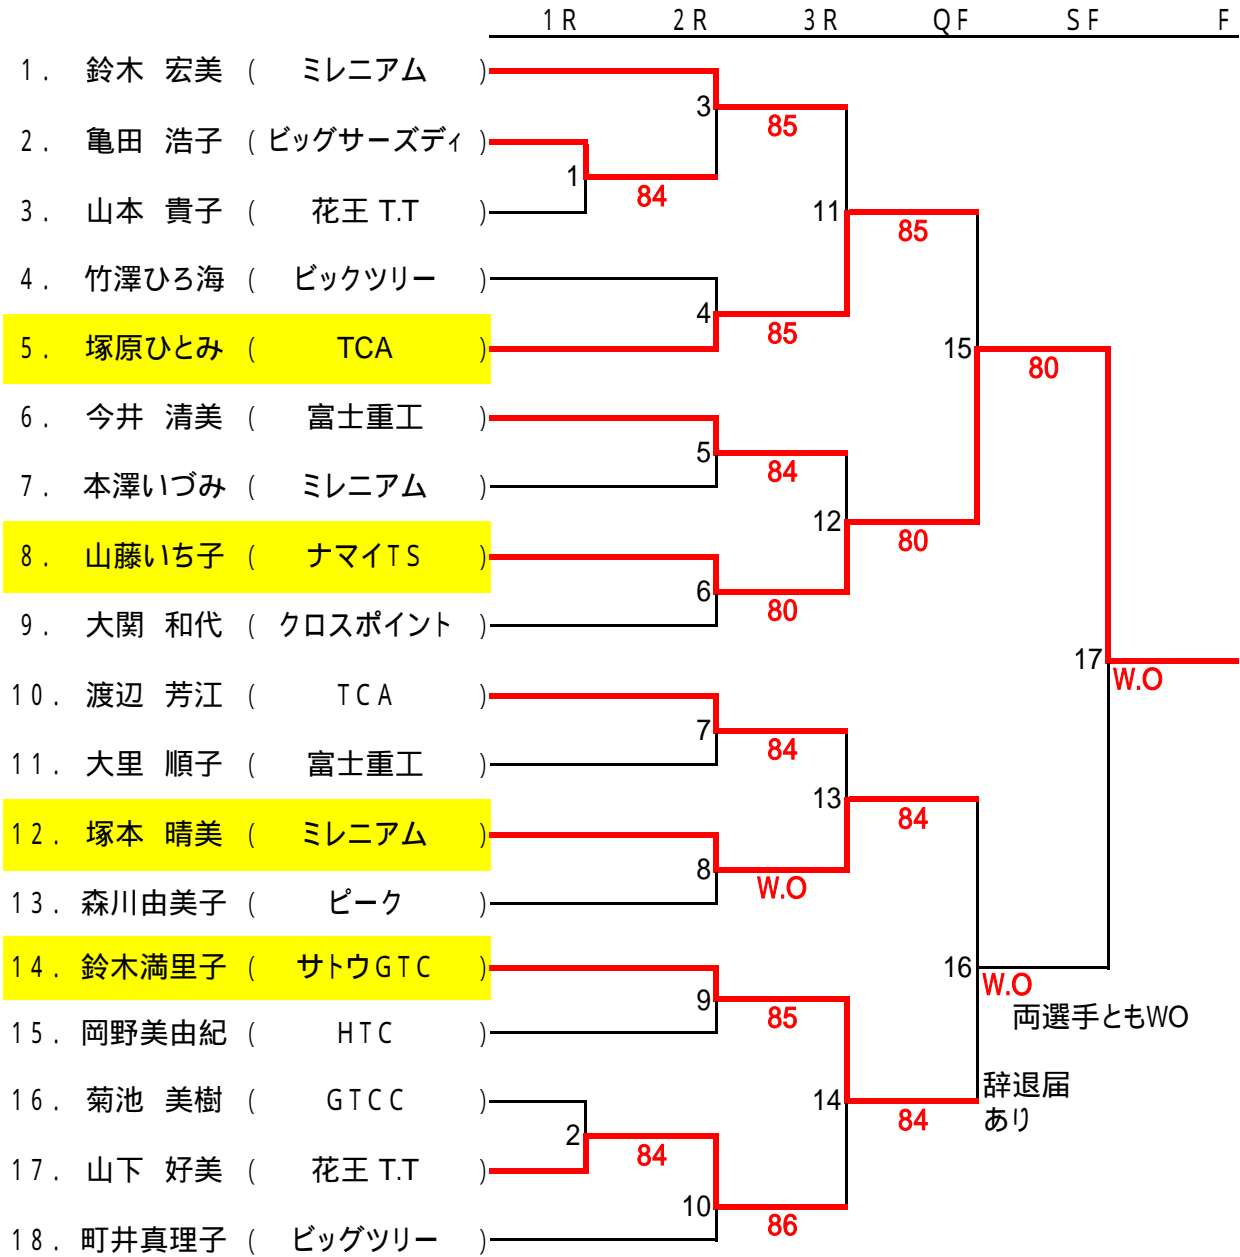 1R 2R 3R QF SF F
1. 鈴木 宏美 ( ミレニアム )
3
85
2. 亀田 浩子 ( ビッグサーズディ )
1
84
3. 山本 貴子 ( 花王 T.T )
11
85
4. 竹澤ひろ海 ( ビックツリー )
4
85
5. 塚原ひとみ ( TCA )
15
80
6. 今井 清美 ( 富士重工 )
5
84
7. 本澤いづみ ( ミレニアム )
12
80
8. 山藤いち子 ( ナマイTS )
6
80
9. 大関 和代 ( クロスポイント )
17
W.O
10. 渡辺 芳江 ( TCA )
7
84
11. 大里 順子 ( 富士重工 )
13
84
12. 塚本 晴美 ( ミレニアム )
8
W.O
13. 森川由美子 ( ピーク )
14. 鈴木満里子 ( サトウGTC )
16
W.O
9
85
両選手ともWO
15. 岡野美由紀 ( HTC )
辞退届
あり
16. 菊池 美樹 ( GTCC )
14
84
2
84
17. 山下 好美 ( 花王 T.T )
10
86
18. 町井真理子 ( ビッグツリー )